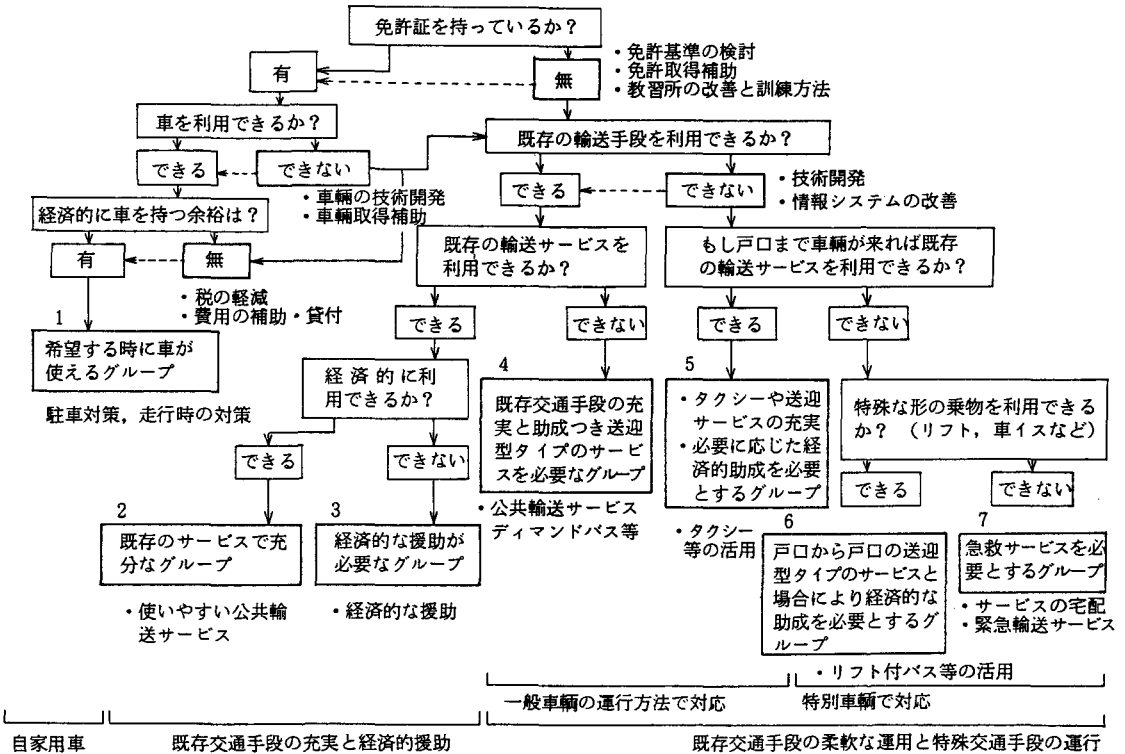 免許証を持っているか？
有
無
・免許基準の検討
・免許取得補助
・教習所の改善と訓練方法
車を利用できるか？
既存の輸送手段を利用できるか？
できる
できない
・車輛の技術開発
・車輛取得補助
できる
できない
・技術開発
・情報システムの改善
経済的に車を持つ余裕は？
有
無
・税の軽減
・費用の補助・貸付
既存の輸送サービスを
利用できるか？
もし戸口まで車輛が来れば既存
の輸送サービスを利用できるか？
できる
できない
できる
できない
1
希望する時に車が
使えるグループ
駐車対策，走行時の対策
経済的に利
用できるか？
4
既存交通手段の充
実と助成つき送迎
型タイプのサービ
スを必要なグループ
・公共輸送サービス
ディマンドバス等
5
・タクシーや送迎
サービスの充実
・必要に応じた経
済的助成を必要
とするグループ
・タクシー
等の活用
特殊な形の乗物を利用できる
か？ （リフト，車イスなど）
できる
できない
できる
できない
2
既存のサービスで充
分なグループ
・使いやすい公共輸
送サービス
3
経済的な援助が
必要なグループ
・経済的な援助
6
戸口から戸口の送迎
型タイプのサービスと
場合により経済的な
助成を必要とするグ
ループ
・リフト付バス等の活用
7
急救サービスを必
要とするグループ
・サービスの宅配
・緊急輸送サービス
一般車輛の運行方法で対応
特別車輛で対応
自家用車
既存交通手段の充実と経済的援助
既存交通手段の柔軟な運用と特殊交通手段の運行